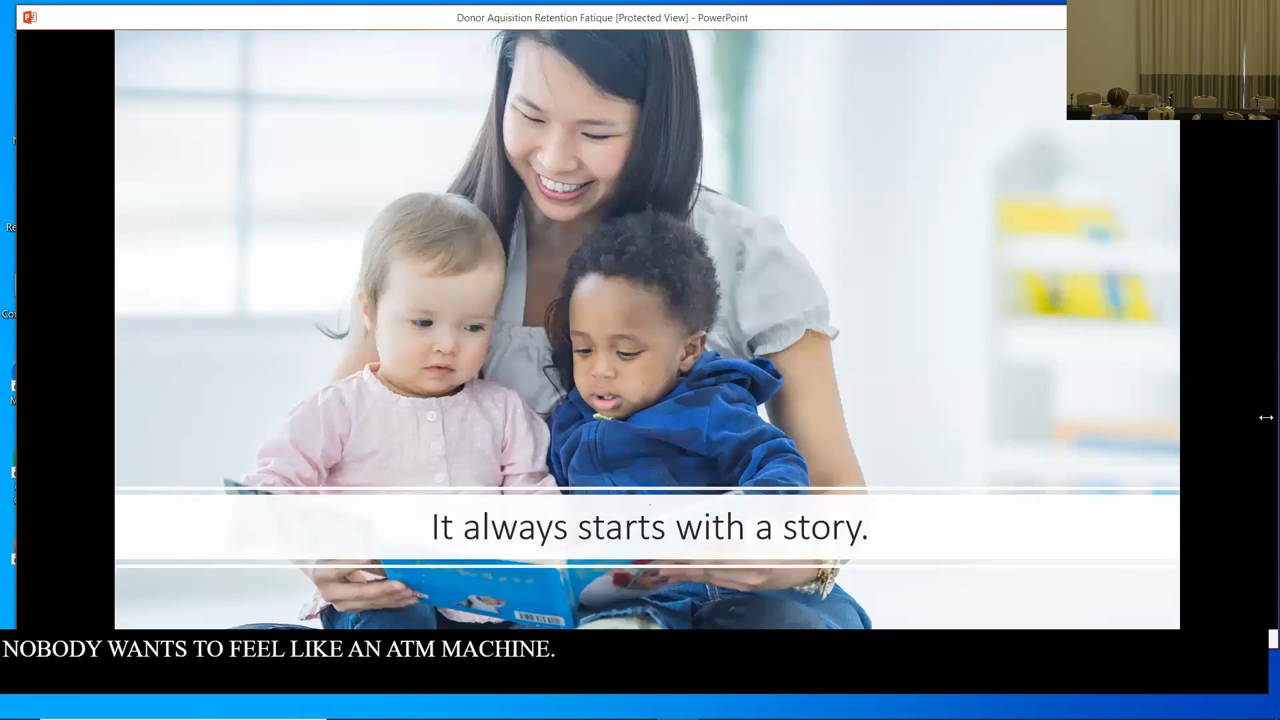 Donor Aquisition Retention Fatique [Protected View] - PowerPoint
It always starts with a story.
NOBODY WANTS TO FEEL LIKE AN ATM MACHINE.